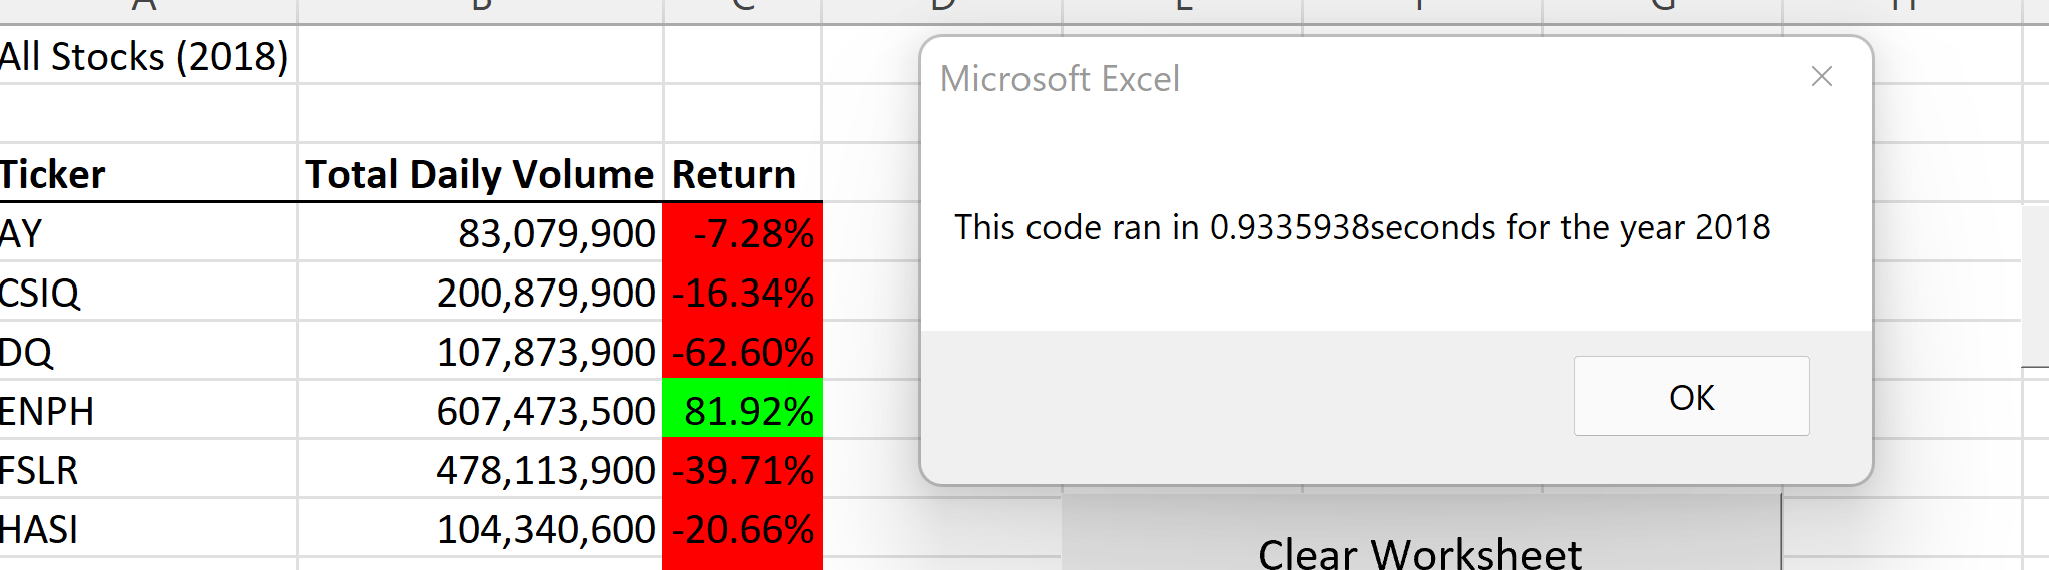 A B C D E F G H
All Stocks (2018)
Microsoft Excel
Ticker Total Daily Volume Return
AY 83,079,900 -7.28%
This code ran in 0.9335938seconds for the year 2018
CSIQ 200,879,900 -16.34%
DQ 107,873,900 -62.60%
OK
ENPH 607,473,500 81.92%
FSLR 478,113,900 -39.71%
HASI 104,340,600 -20.66%
Clear Worksheet